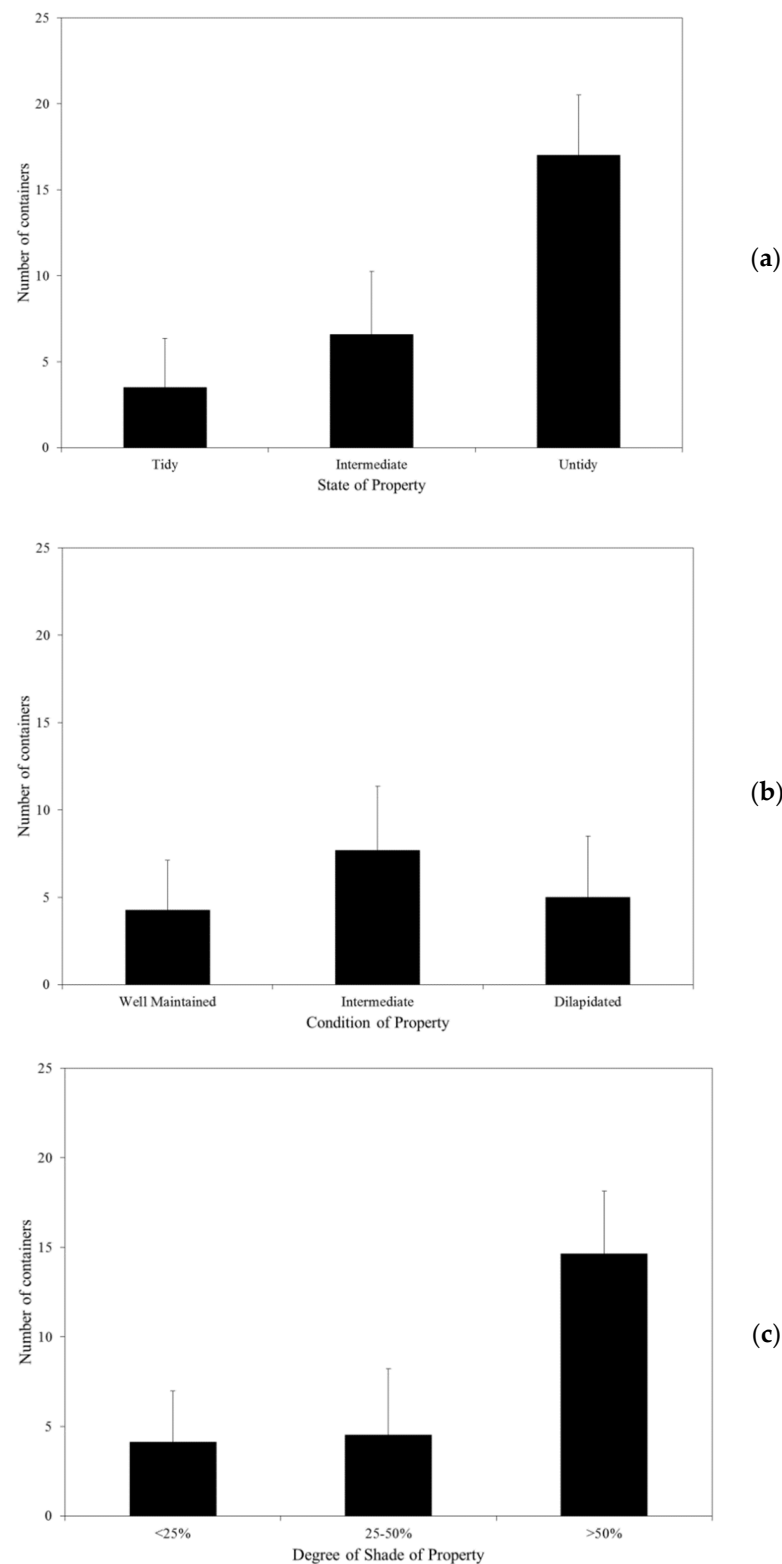 25
20
15
10
5
0
Number of containers
Tidy Intermediate Untidy
State of Property
(a)
25
20
15
10
5
0
Number of containers
Well Maintained Intermediate Dilapidated
Condition of Property
(b)
25
20
15
10
5
0
Number of containers
<25% 25-50% >50%
Degree of Shade of Property
(c)